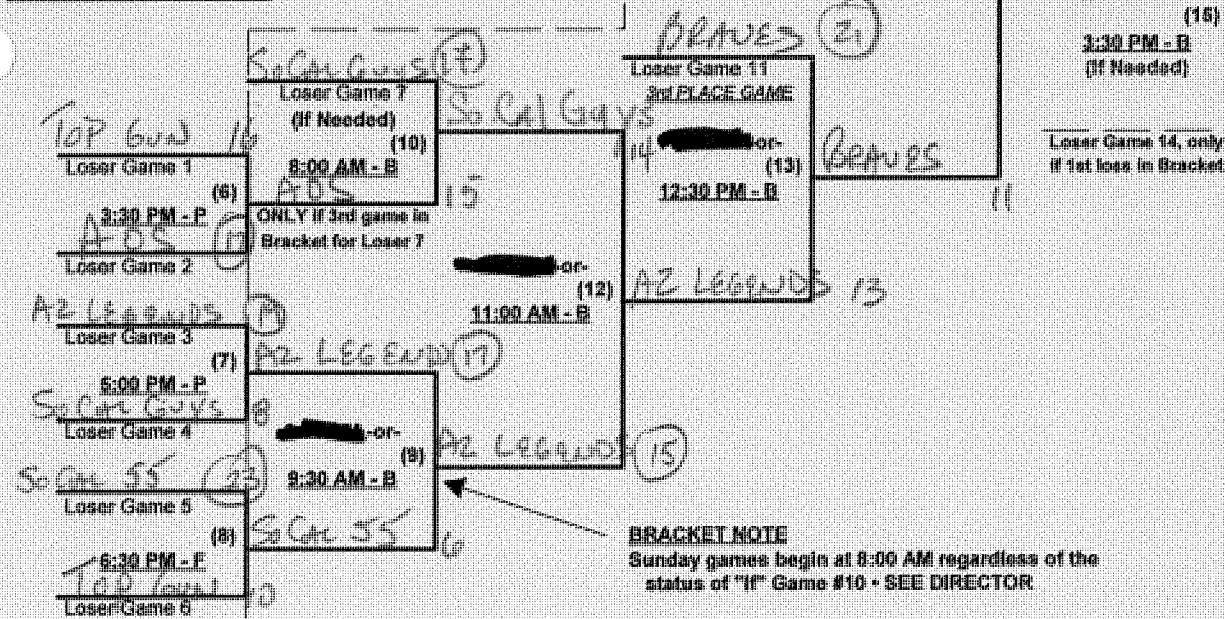 BRAVES 21
(15)
3:30 PM - B
(If Needed)
SoCal Guys 17
Loser Game 11
3rd PLACE GAME
Loser Game 7
(If Needed)
(10)
8:00 AM - B
So Cal Guys
14
-or-
(13)
12:30 PM - B
BRAVES
11
Loser Game 14, only
if 1st loss in Bracket
TOP GUN 16
Loser Game 1
(6)
3:30 PM - P
AOS
15
ONLY if 3rd game in
Bracket for Loser 7
AOS
Loser Game 2
-or-
(12)
11:00 AM - B
AZ LEGENDS 13
AZ LEGENDS
Loser Game 3
(7)
5:00 PM - P
AZ LEGENDS 17
SoCal Guys 8
Loser Game 4
-or-
(9)
9:30 AM - B
AZ LEGENDS 15
So Cal 55 23
Loser Game 5
(8)
6:30 PM - F
So Cal 55 6
Top Gun
Loser Game 6
BRACKET NOTE
Sunday games begin at 8:00 AM regardless of the
status of "If" Game #10 • SEE DIRECTOR